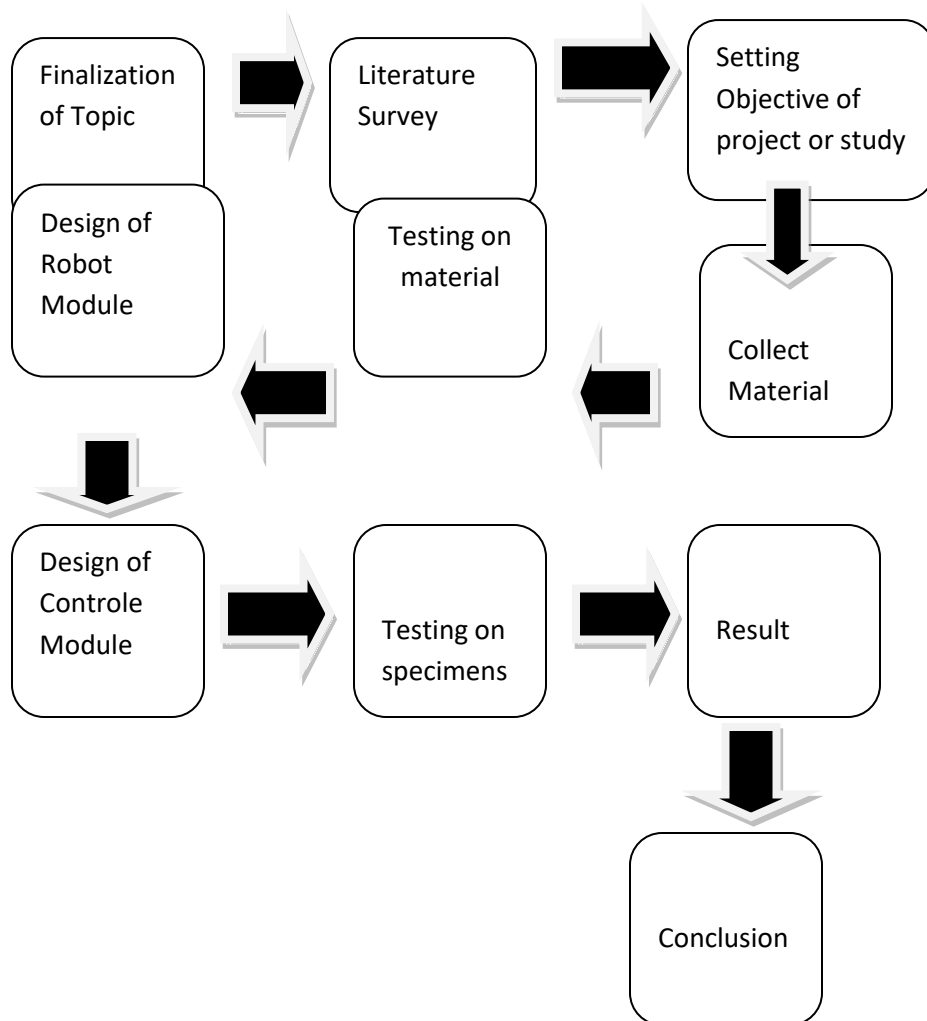 Finalization
of Topic
Literature
Survey
Setting
Objective of
project or study
Design of
Robot
Module
Testing on
material
Collect
Material
Design of
Controle
Module
Testing on
specimens
Result
Conclusion